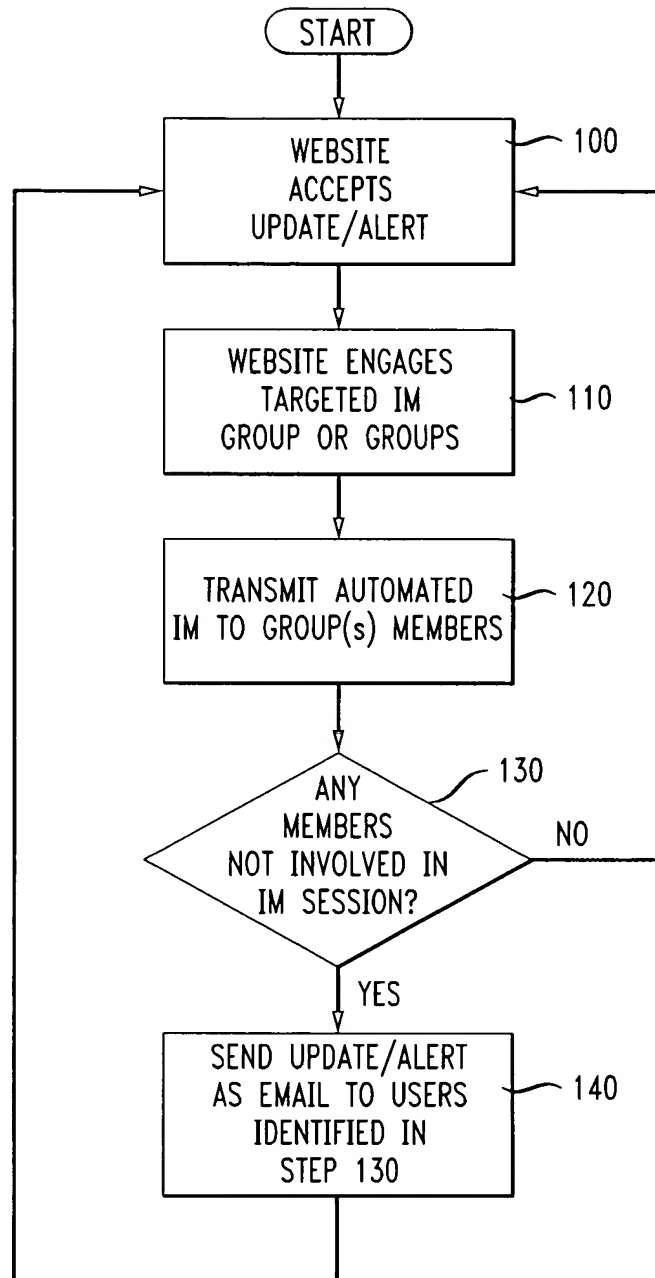 START
WEBSITE
ACCEPTS
UPDATE/ALERT
100
WEBSITE ENGAGES
TARGETED IM
GROUP OR GROUPS
110
TRANSMIT AUTOMATED
IM TO GROUP(s) MEMBERS
120
ANY
MEMBERS
NOT INVOLVED IN
IM SESSION?
130
NO
YES
SEND UPDATE/ALERT
AS EMAIL TO USERS
IDENTIFIED IN
STEP 130
140